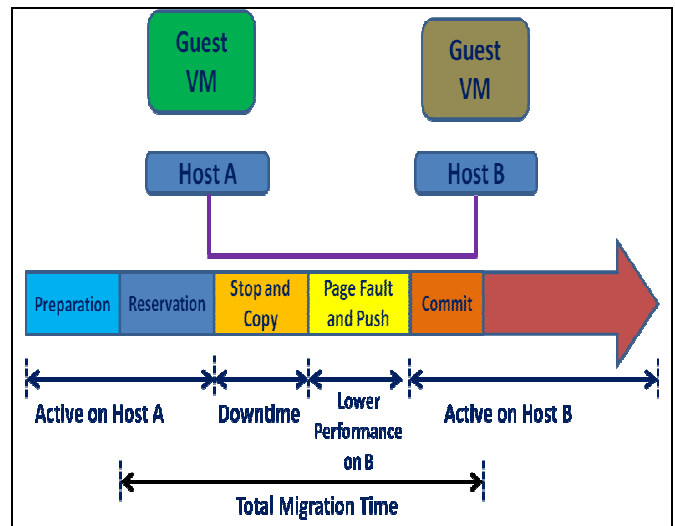 Guest
VM
Guest
VM
Host A
Host B
Preparation
Reservation
Stop and
Copy
Page Fault
and Push
Commit
Active on Host A
Downtime
Lower
Performance
on B
Active on Host B
Total Migration Time